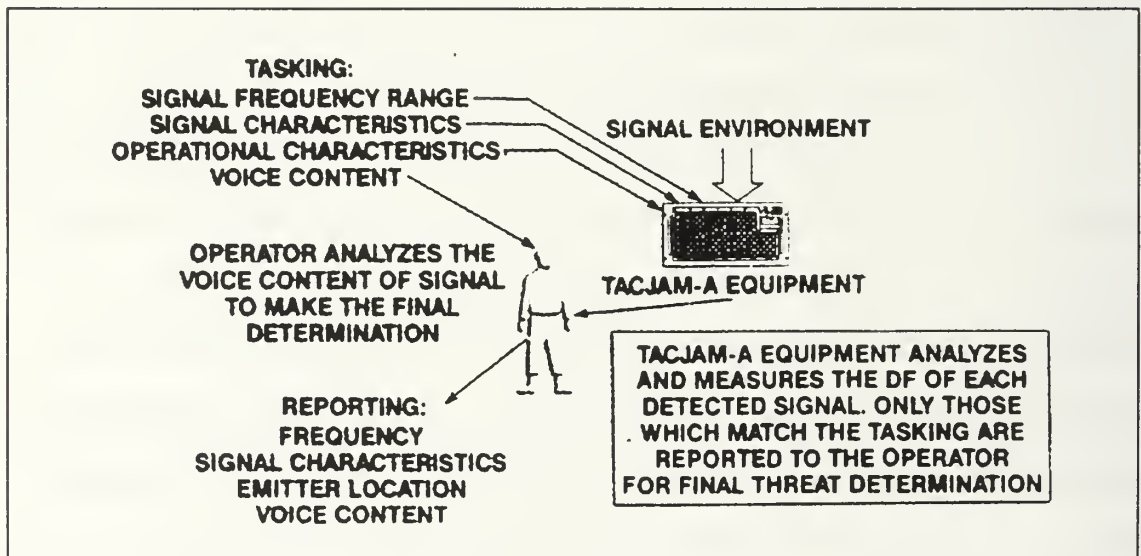 TASKING:
SIGNAL FREQUENCY RANGE
SIGNAL CHARACTERISTICS
OPERATIONAL CHARACTERISTICS
VOICE CONTENT
SIGNAL ENVIRONMENT
OPERATOR ANALYZES THE
VOICE CONTENT OF SIGNAL
TO MAKE THE FINAL
DETERMINATION
TACJAM-A EQUIPMENT
REPORTING:
FREQUENCY
SIGNAL CHARACTERISTICS
EMITTER LOCATION
VOICE CONTENT
TACJAM-A EQUIPMENT ANALYZES
AND MEASURES THE DF OF EACH
DETECTED SIGNAL. ONLY THOSE
WHICH MATCH THE TASKING ARE
REPORTED TO THE OPERATOR
FOR FINAL THREAT DETERMINATION